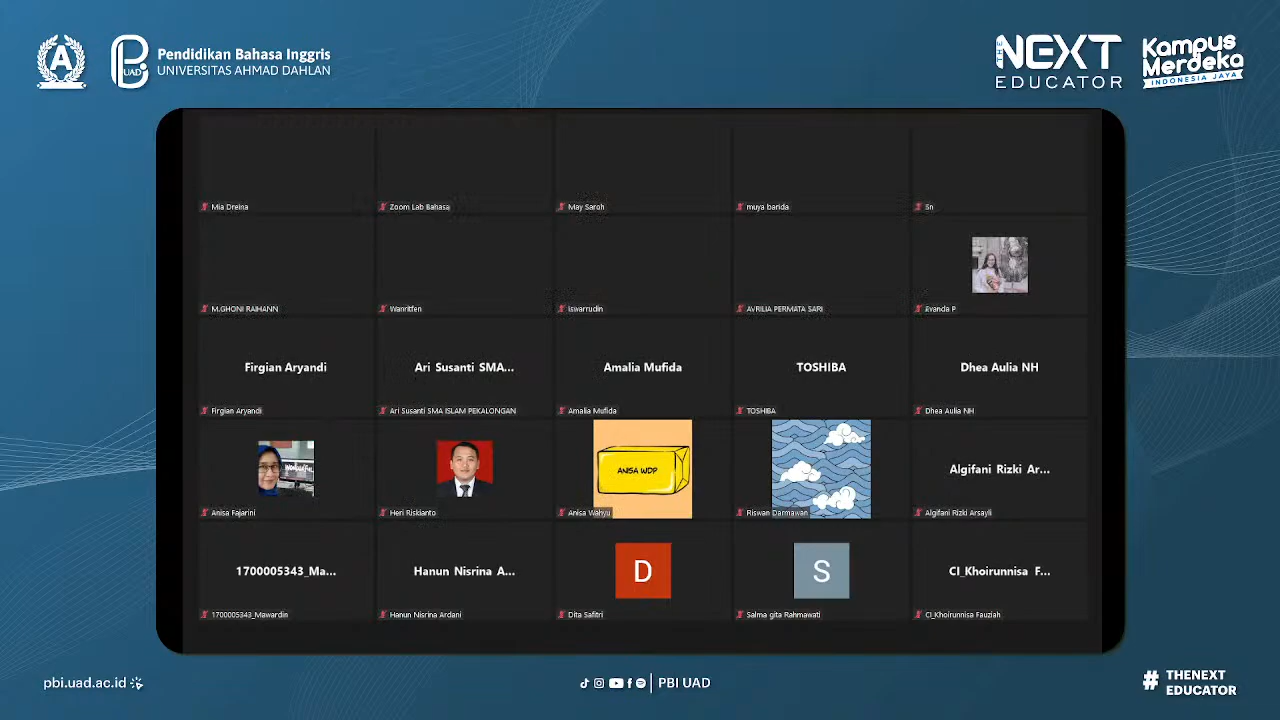 Pendidikan Bahasa Inggris
UNIVERSITAS AHMAD DAHLAN
UAD
A
THE NEXT
EDUCATOR
Kampus
Merdeka
INDONESIA JAYA
Mia Dreina
Zoom Lab Bahasa
May Saroh
muya barida
Sn
M.GHONI RAIHANN
Wanritfen
iswarrudin
AVRILIA PERMATA SARI
Evanda P
Firgian Aryandi
Ari Susanti SMA...
Amalia Mufida
TOSHIBA
Dhea Aulia NH
Firgian Aryandi
Ari Susanti SMA ISLAM PEKALONGAN
Amalia Mufida
TOSHIBA
Dhea Aulia NH
ANISA WDP
Algifani Rizki Ar...
Anisa Fajarini
Heri Riskianto
Anisa Wahyu
Riswan Darmawan
Algifani Rizki Arsayli
1700005343_Ma...
Hanun Nisrina A...
D
S
CI_Khoirunnisa F...
1700005343_Mawardin
Hanun Nisrina Ardani
Dita Safitri
Salma gita Rahmawati
CI_Khoirunnisa Fauziah
pbi.uad.ac.id
PBI UAD
# THENEXT
EDUCATOR